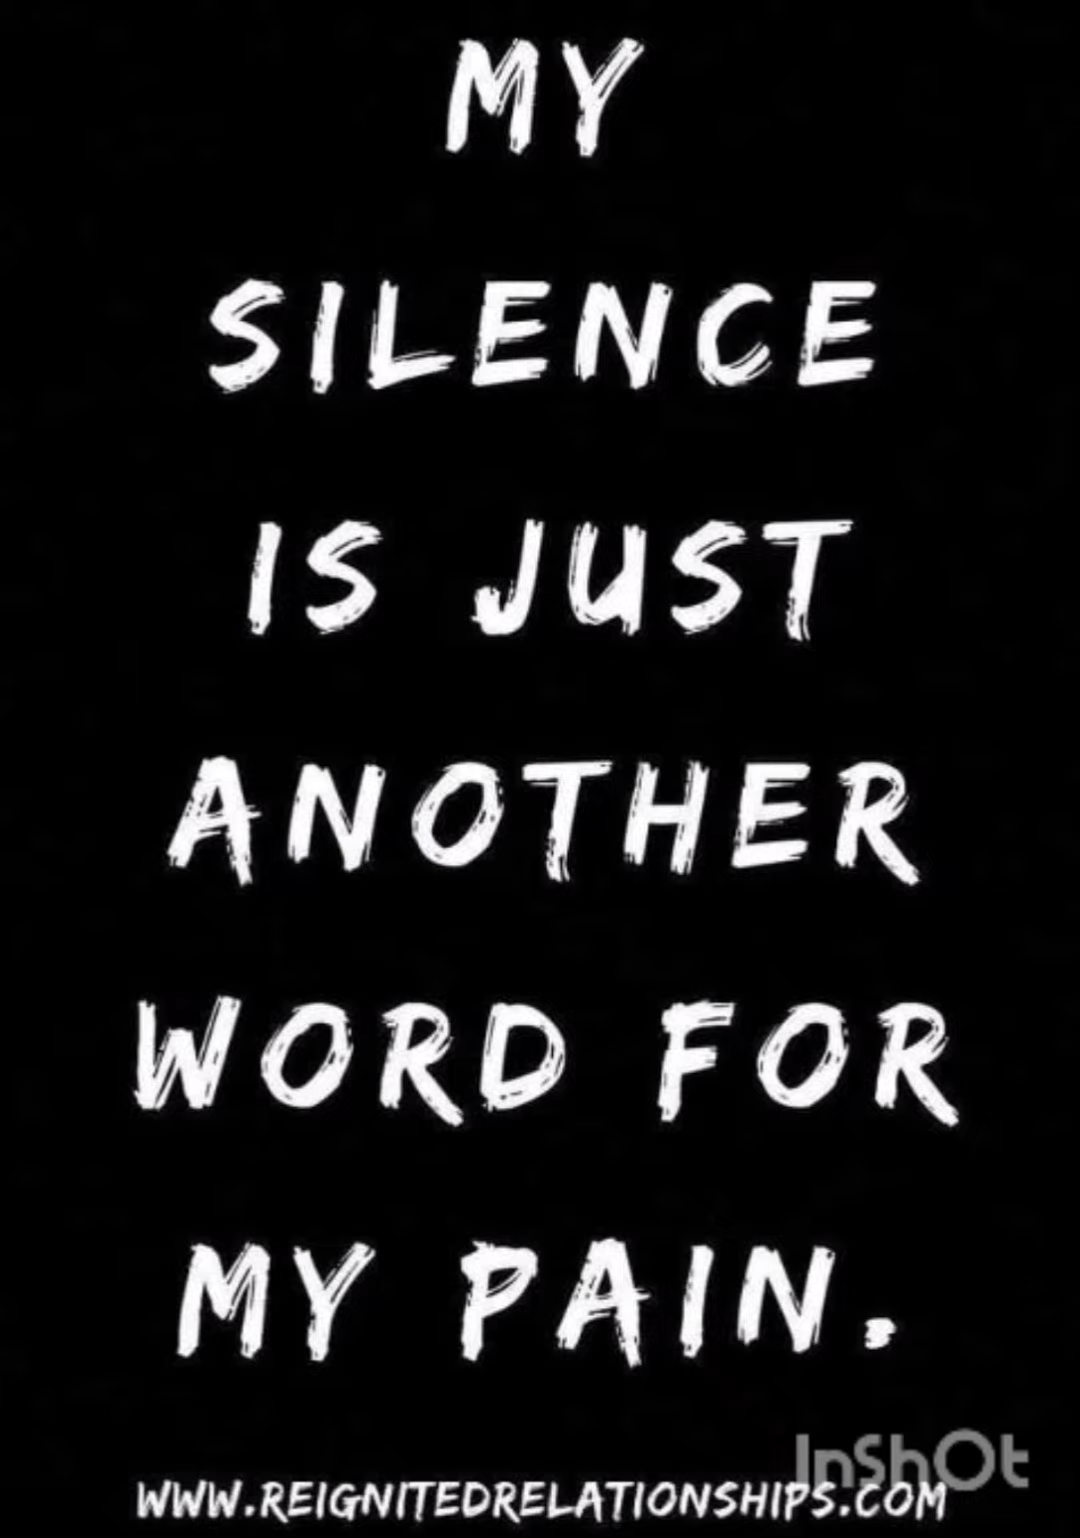 MY
SILENCE
IS JUST
ANOTHER
WORD FOR
MY PAIN.
InShOt
WWW.REIGNITEDRELATIONSHIPS.COM